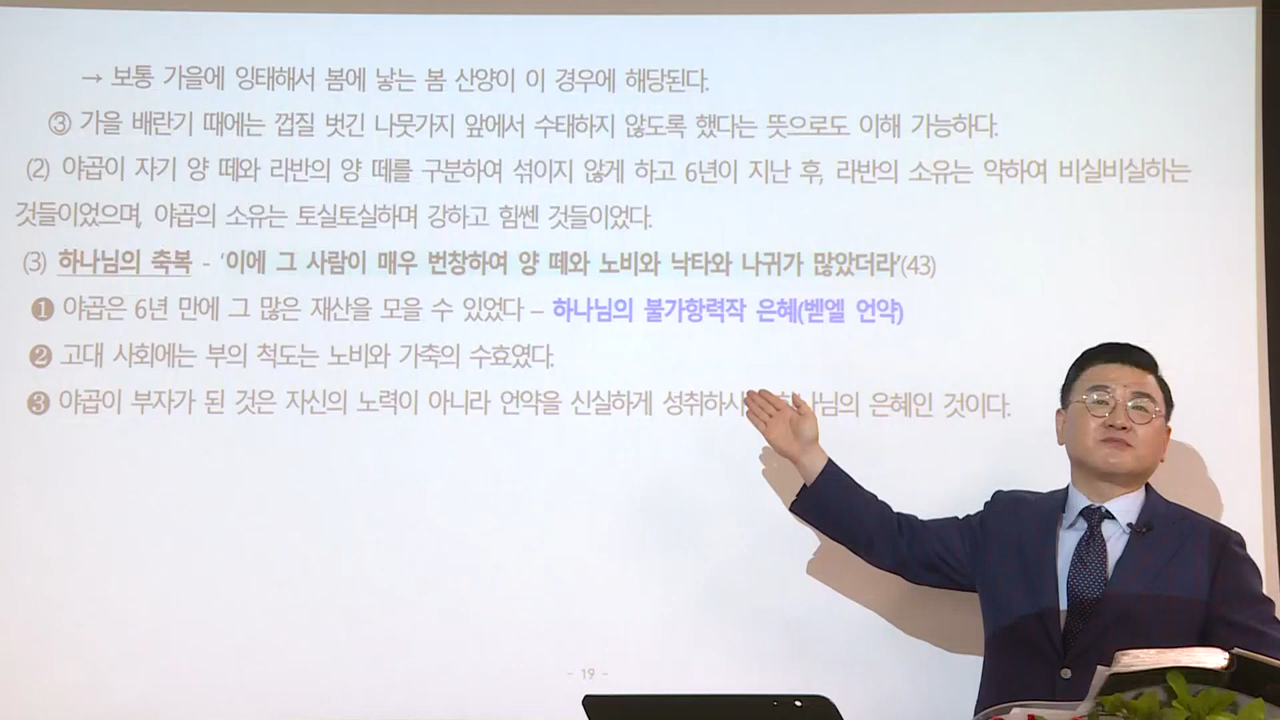 → 보통 가을에 잉태해서 봄에 낳는 봄 산양이 이 경우에 해당된다.
③ 가을 배란기 때에는 껍질 벗긴 나뭇가지 앞에서 수태하지 않도록 했다는 뜻으로도 이해 가능하다.
(2) 야곱이 자기 양 떼와 라반의 양 떼를 구분하여 섞이지 않게 하고 6년이 지난 후, 라반의 소유는 약하여 비실비실하는
것들이었으며, 야곱의 소유는 토실토실하며 강하고 힘쎈 것들이었다.
(3) 하나님의 축복 - '이에 그 사람이 매우 번창하여 양 떼와 노비와 낙타와 나귀가 많았더라'(43)
❶ 야곱은 6년 만에 그 많은 재산을 모을 수 있었다 – 하나님의 불가항력작 은혜(벧엘 언약)
❷ 고대 사회에는 부의 척도는 노비와 가축의 수효였다.
❸ 야곱이 부자가 된 것은 자신의 노력이 아니라 언약을 신실하게 성취하시 나님의 은혜인 것이다.
- 19 -